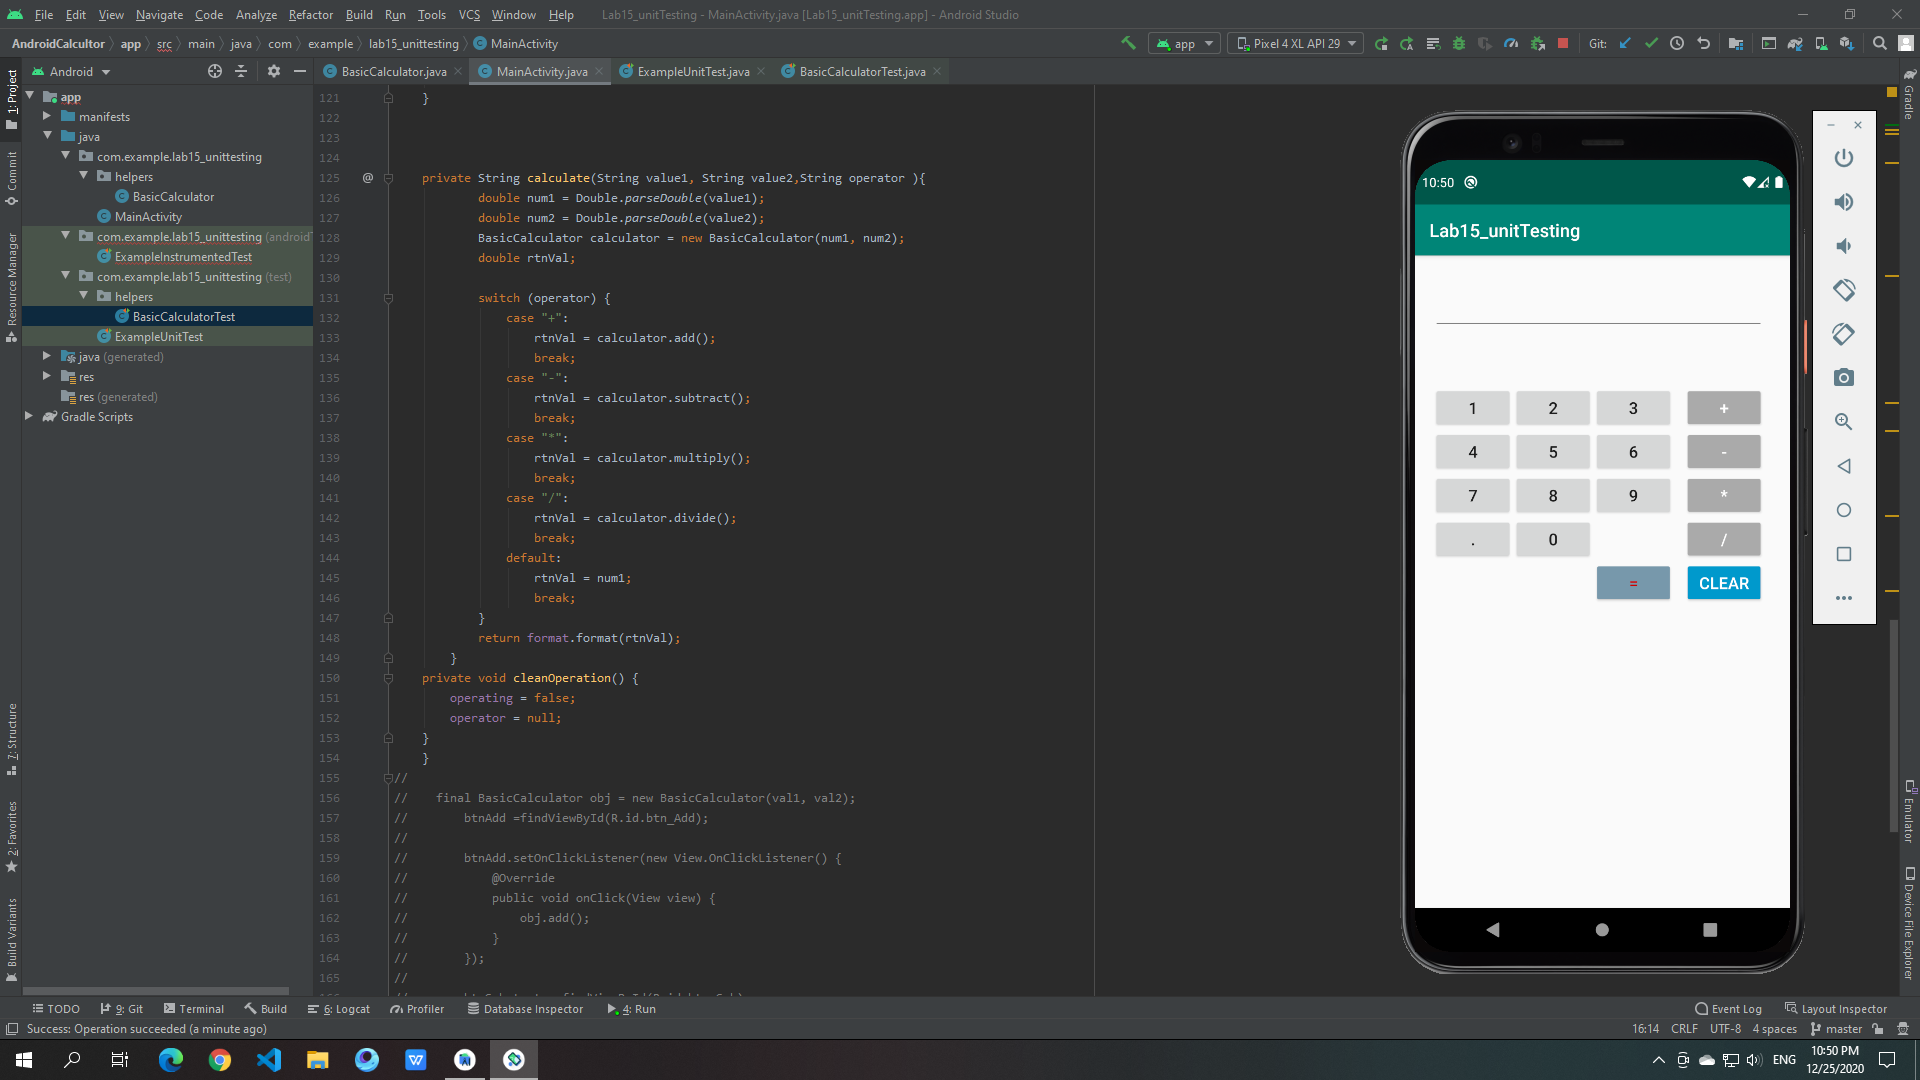 File Edit View Navigate Code Analyze Refactor Build Run Tools VCS Window Help Lab15_unitTesting - MainActivity.java [Lab15_unitTesting.app] - Android Studio
AndroidCalcultor app src main java com example lab15_unittesting MainActivity app Pixel 4 XL API 29 Git:
Android BasicCalculator.java MainActivity.java ExampleUnitTest.java BasicCalculatorTest.java
1: Project
Commit
Resource Manager
7: Structure
2: Favorites
Build Variants
app
manifests
java
com.example.lab15_unittesting
helpers
BasicCalculator
MainActivity
com.example.lab15_unittesting (android
ExampleInstrumentedTest
com.example.lab15_unittesting (test)
helpers
BasicCalculatorTest
ExampleUnitTest
java (generated)
res
res (generated)
Gradle Scripts
121 }
122
123
124
125 @ private String calculate(String value1, String value2,String operator ){
126 double num1 = Double.parseDouble(value1);
127 double num2 = Double.parseDouble(value2);
128 BasicCalculator calculator = new BasicCalculator(num1, num2);
129 double rtnVal;
130
131 switch (operator) {
132 case "+":
133 rtnVal = calculator.add();
134 break;
135 case "-":
136 rtnVal = calculator.subtract();
137 break;
138 case "*":
139 rtnVal = calculator.multiply();
140 break;
141 case "/":
142 rtnVal = calculator.divide();
143 break;
144 default:
145 rtnVal = num1;
146 break;
147 }
148 return format.format(rtnVal);
149 }
150 private void cleanOperation() {
151 operating = false;
152 operator = null;
153 }
154 }
155 //
156 // final BasicCalculator obj = new BasicCalculator(val1, val2);
157 // btnAdd =findViewById(R.id.btn_Add);
158 //
159 // btnAdd.setOnClickListener(new View.OnClickListener() {
160 // @Override
161 // public void onClick(View view) {
162 // obj.add();
163 // }
164 // });
165 //
10:50
Lab15_unitTesting
1 2 3 +
4 5 6 -
7 8 9 *
. 0 /
= CLEAR
Gradle
Emulator
Device File Explorer
TODO 9: Git Terminal Build 6: Logcat Profiler Database Inspector 4: Run Event Log Layout Inspector
Success: Operation succeeded (a minute ago) 16:14 CRLF UTF-8 4 spaces master
ENG 10:50 PM
12/25/2020